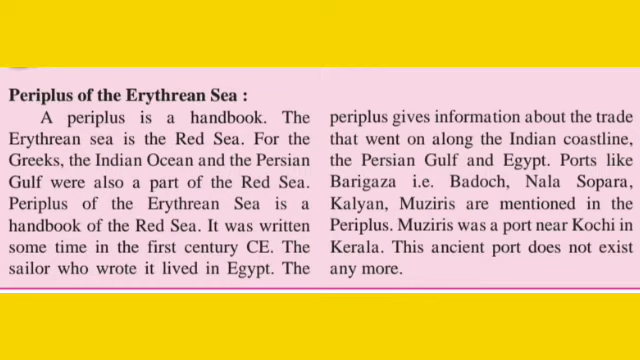 Periplus of the Erythrean Sea :
A periplus is a handbook. The
Erythrean sea is the Red Sea. For the
Greeks, the Indian Ocean and the Persian
Gulf were also a part of the Red Sea.
Periplus of the Erythrean Sea is a
handbook of the Red Sea. It was written
some time in the first century CE. The
sailor who wrote it lived in Egypt. The
periplus gives information about the trade
that went on along the Indian coastline,
the Persian Gulf and Egypt. Ports like
Barigaza i.e. Badoch, Nala Sopara,
Kalyan, Muziris are mentioned in the
Periplus. Muziris was a port near Kochi in
Kerala. This ancient port does not exist
any more.